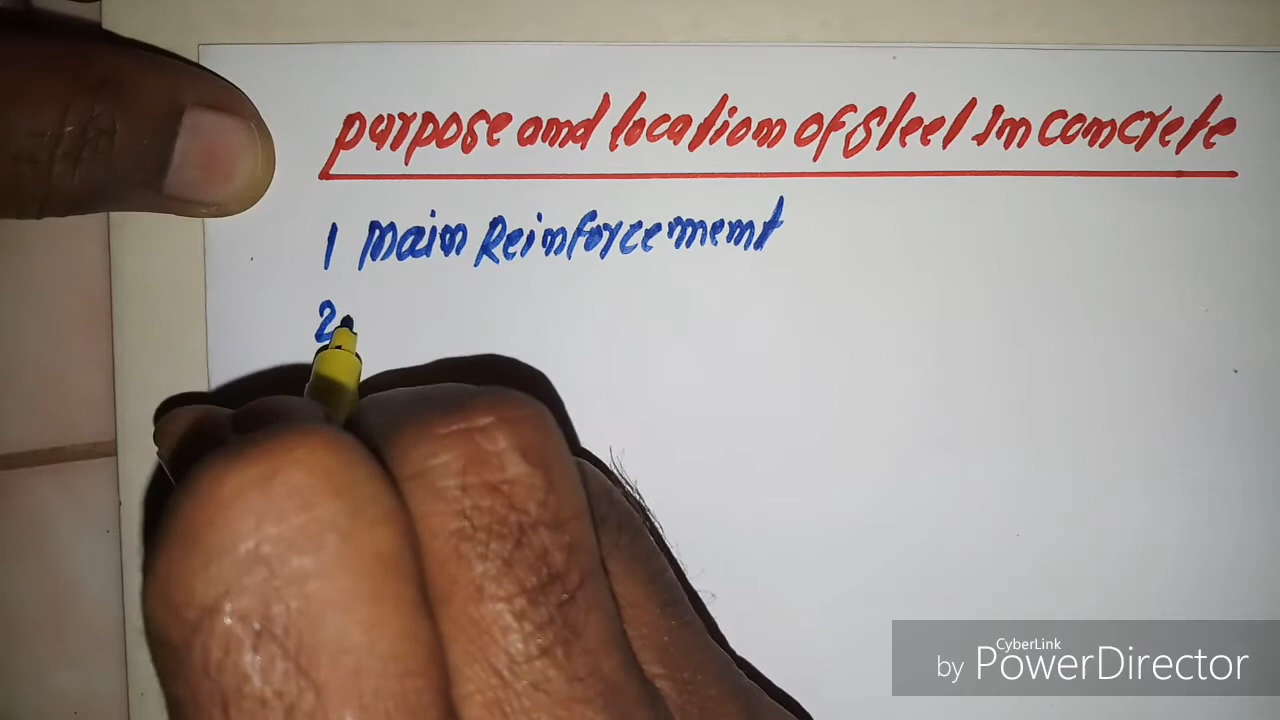 purpose and location of steel In concrete
1 Main Reinforcement
2
CyberLink
by PowerDirector